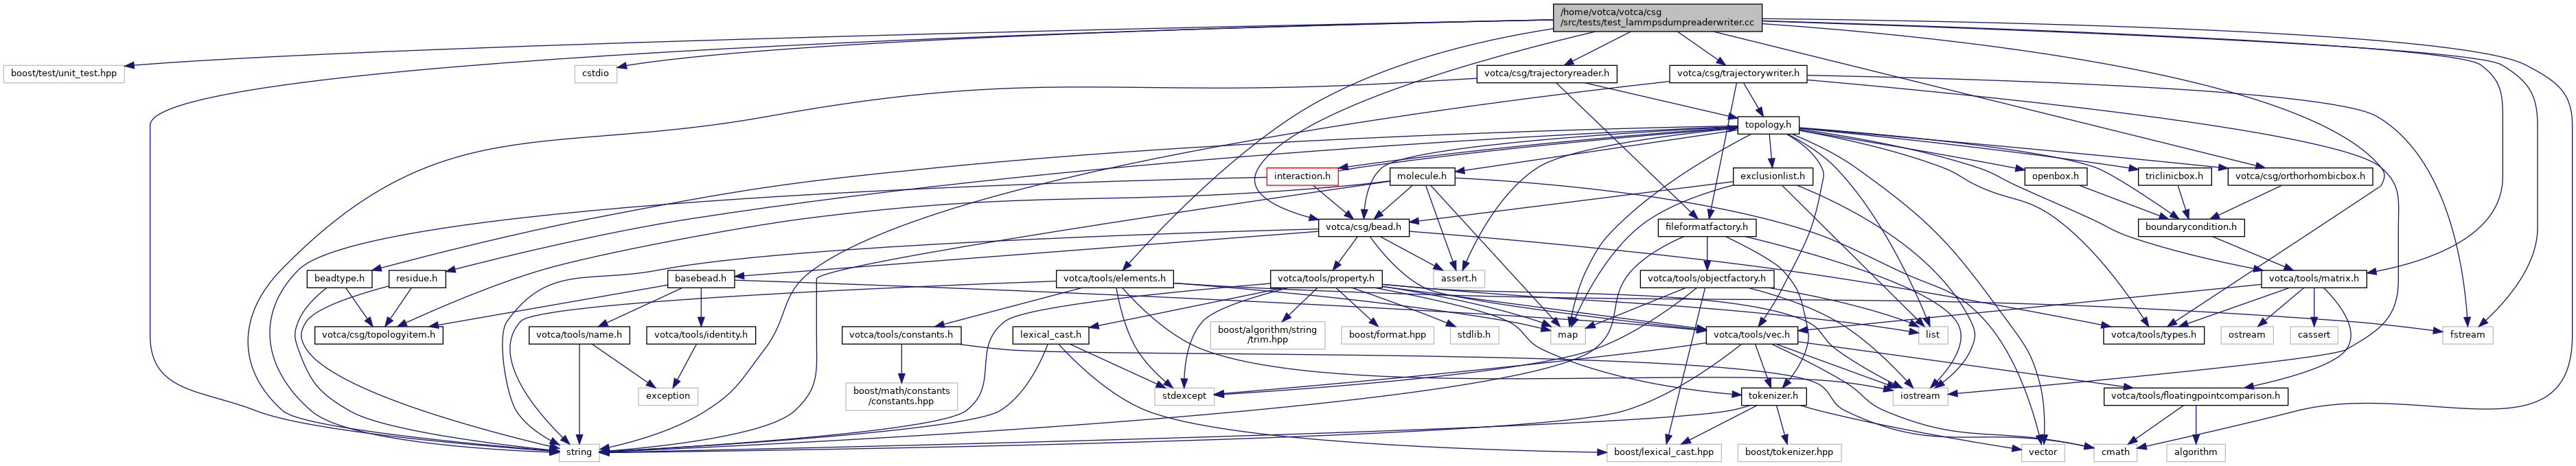 /home/votca/votca/csg
/src/tests/test_lammpsdumpreaderwriter.cc
boost/test/unit_test.hpp
cstdio
votca/csg/trajectoryreader.h
votca/csg/trajectorywriter.h
topology.h
interaction.h
molecule.h
exclusionlist.h
openbox.h
triclinicbox.h
votca/csg/orthorhombicbox.h
votca/csg/bead.h
fileformatfactory.h
boundarycondition.h
beadtype.h
residue.h
basebead.h
votca/tools/elements.h
votca/tools/property.h
assert.h
votca/tools/objectfactory.h
votca/tools/matrix.h
votca/csg/topologyitem.h
votca/tools/name.h
votca/tools/identity.h
votca/tools/constants.h
lexical_cast.h
boost/algorithm/string
/trim.hpp
boost/format.hpp
stdlib.h
map
votca/tools/vec.h
list
votca/tools/types.h
ostream
cassert
fstream
exception
boost/math/constants
/constants.hpp
stdexcept
tokenizer.h
iostream
votca/tools/floatingpointcomparison.h
string
boost/lexical_cast.hpp
boost/tokenizer.hpp
vector
cmath
algorithm